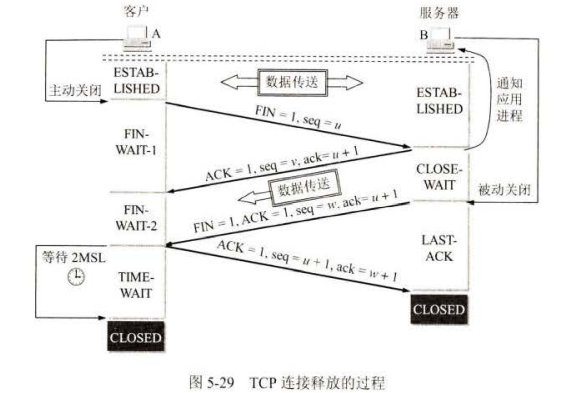 客户
服务器
A
B
ESTAB-
LISHED
数据传送
ESTAB-
LISHED
通知
应用
进程
主动关闭
FIN = 1, seq = u
FIN-
WAIT-1
ACK = 1, seq = v, ack= u + 1
CLOSE-
WAIT
数据传送
被动关闭
FIN-
WAIT-2
FIN = 1, ACK = 1, seq = w, ack= u + 1
等待 2MSL
ACK = 1, seq = u + 1, ack = w + 1
LAST-
ACK
TIME-
WAIT
CLOSED
CLOSED
图 5-29 TCP 连接释放的过程